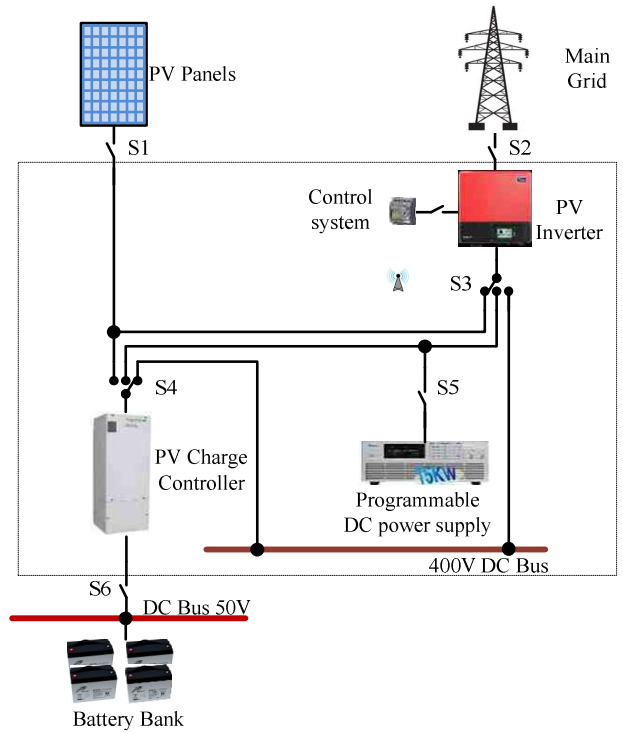 PV Panels
Main
Grid
S1
S2
Control
system
PV
Inverter
S3
S4
S5
PV Charge
Controller
15KW
Programmable
DC power supply
400V DC Bus
S6
DC Bus 50V
Battery Bank